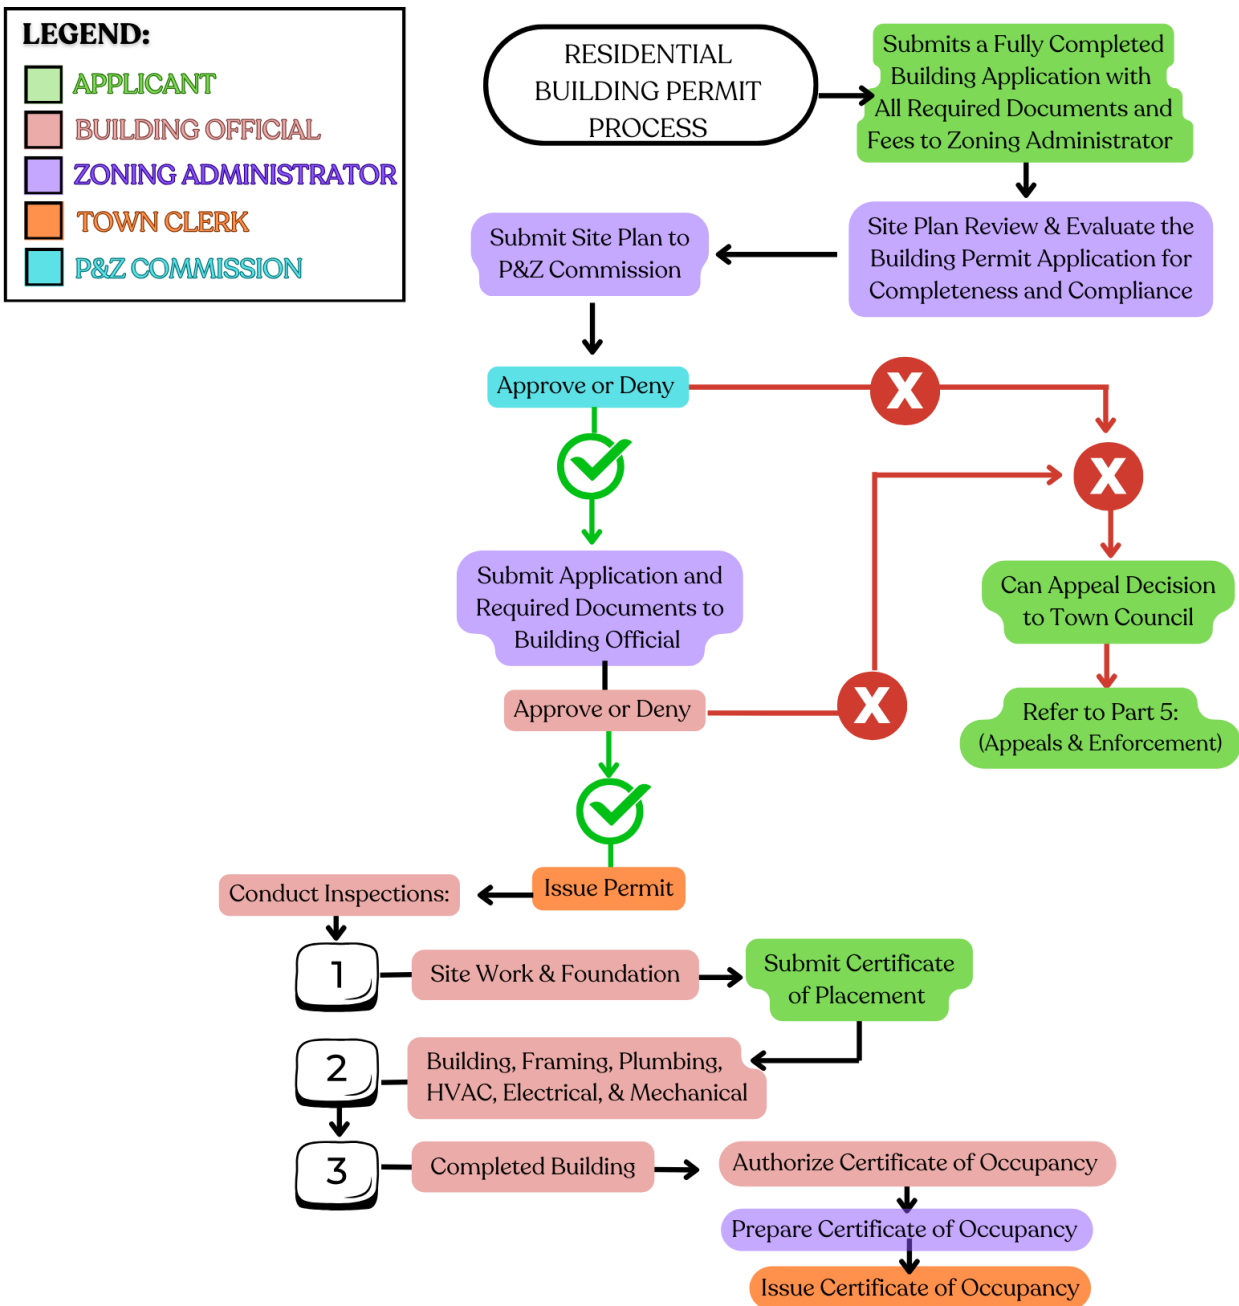 LEGEND:
APPLICANT
BUILDING OFFICIAL
ZONING ADMINISTRATOR
TOWN CLERK
P&Z COMMISSION
RESIDENTIAL
BUILDING PERMIT
PROCESS
Submits a Fully Completed
Building Application with
All Required Documents and
Fees to Zoning Administrator
Site Plan Review & Evaluate the
Building Permit Application for
Completeness and Compliance
Submit Site Plan to
P&Z Commission
Approve or Deny
X
X
Can Appeal Decision
to Town Council
Refer to Part 5:
(Appeals & Enforcement)
Submit Application and
Required Documents to
Building Official
Approve or Deny
X
Issue Permit
Conduct Inspections:
1
Site Work & Foundation
Submit Certificate
of Placement
2
Building, Framing, Plumbing,
HVAC, Electrical, & Mechanical
3
Completed Building
Authorize Certificate of Occupancy
Prepare Certificate of Occupancy
Issue Certificate of Occupancy